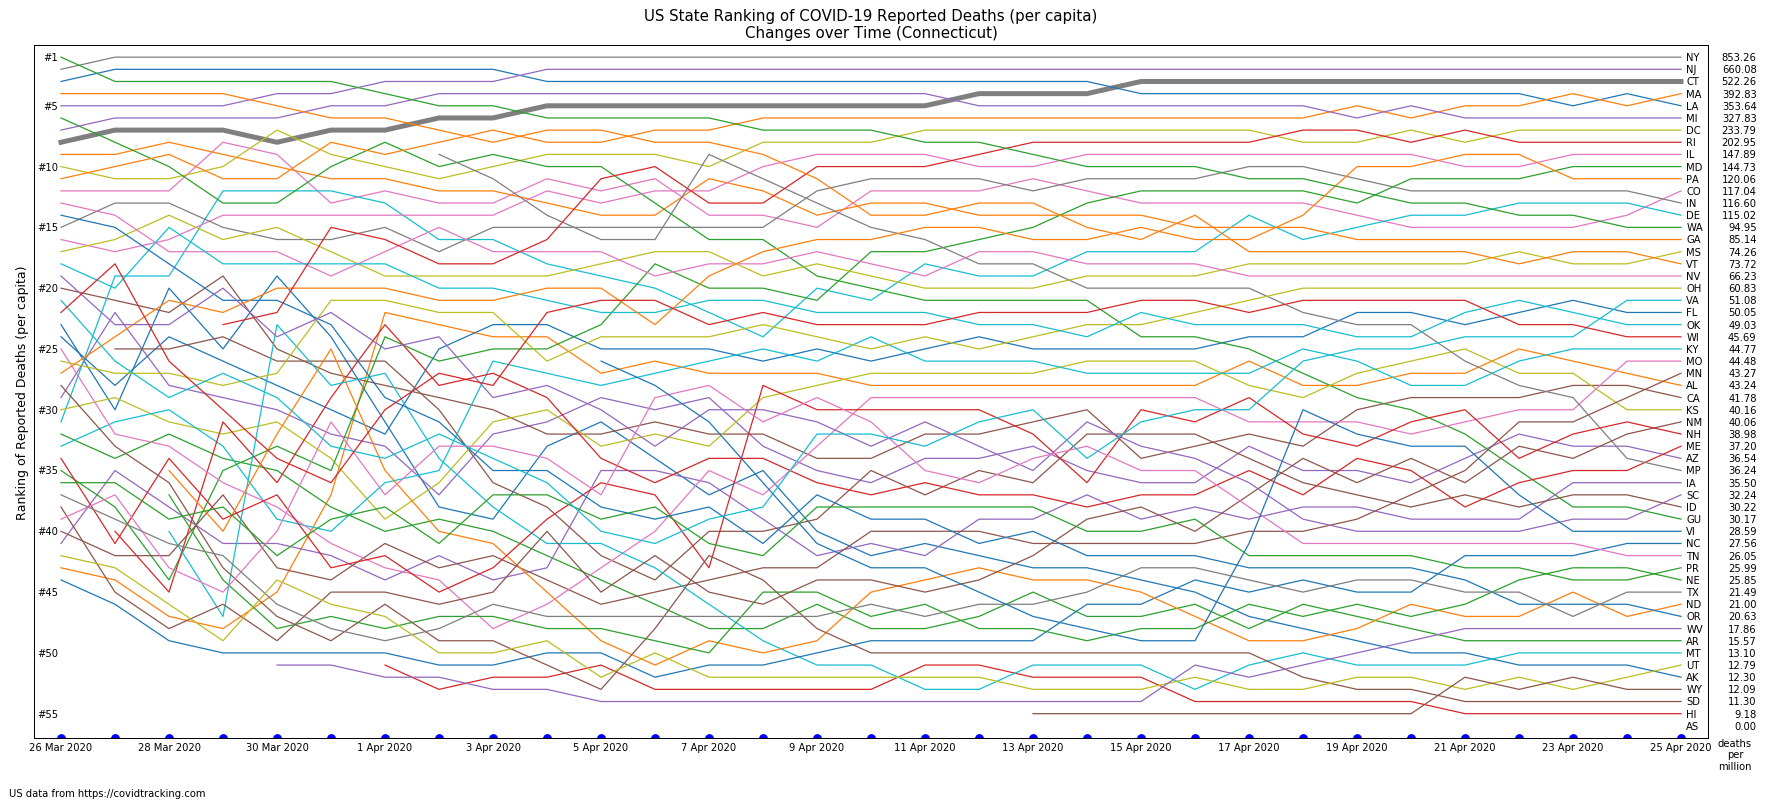 US State Ranking of COVID-19 Reported Deaths (per capita)
Changes over Time (Connecticut)
Ranking of Reported Deaths (per capita)
#1
#5
#10
#15
#20
#25
#30
#35
#40
#45
#50
#55
NY 853.26
NJ 660.08
CT 522.26
MA 392.83
LA 353.64
MI 327.83
DC 233.79
RI 202.95
IL 147.89
MD 144.73
PA 120.06
CO 117.04
IN 116.60
DE 115.02
WA 94.95
GA 85.14
MS 74.26
VT 73.72
NV 66.23
OH 60.83
VA 51.08
FL 50.05
OK 49.03
WI 45.69
KY 44.77
MO 44.48
MN 43.27
AL 43.24
CA 41.78
KS 40.16
NM 40.06
NH 38.98
ME 37.20
AZ 36.54
MP 36.24
IA 35.50
SC 32.24
ID 30.22
GU 30.17
VI 28.59
NC 27.56
TN 26.05
PR 25.99
NE 25.85
TX 21.49
ND 21.00
OR 20.63
WV 17.86
AR 15.57
MT 13.10
UT 12.79
AK 12.30
WY 12.09
SD 11.30
HI 9.18
AS 0.00
26 Mar 2020 28 Mar 2020 30 Mar 2020 1 Apr 2020 3 Apr 2020 5 Apr 2020 7 Apr 2020 9 Apr 2020 11 Apr 2020 13 Apr 2020 15 Apr 2020 17 Apr 2020 19 Apr 2020 21 Apr 2020 23 Apr 2020 25 Apr 2020
deaths
per
million
US data from https://covidtracking.com